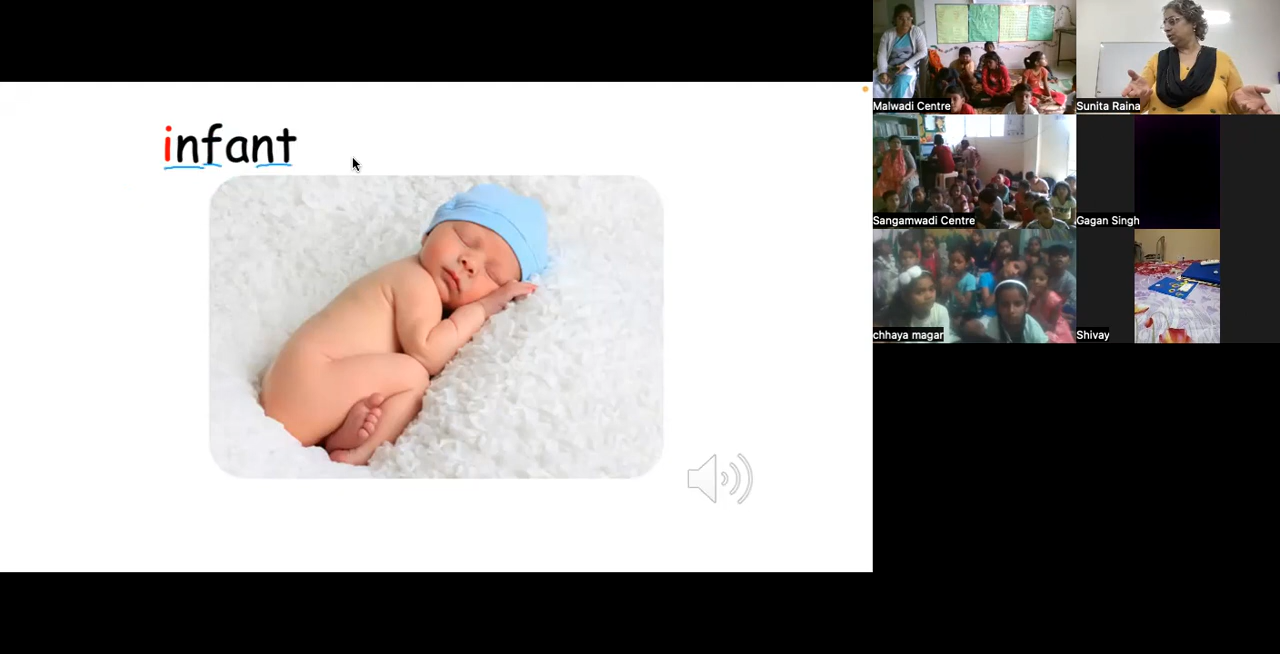 infant
Malwadi Centre
Sunita Raina
Sangamwadi Centre
Gagan Singh
chhaya magar
Shivay